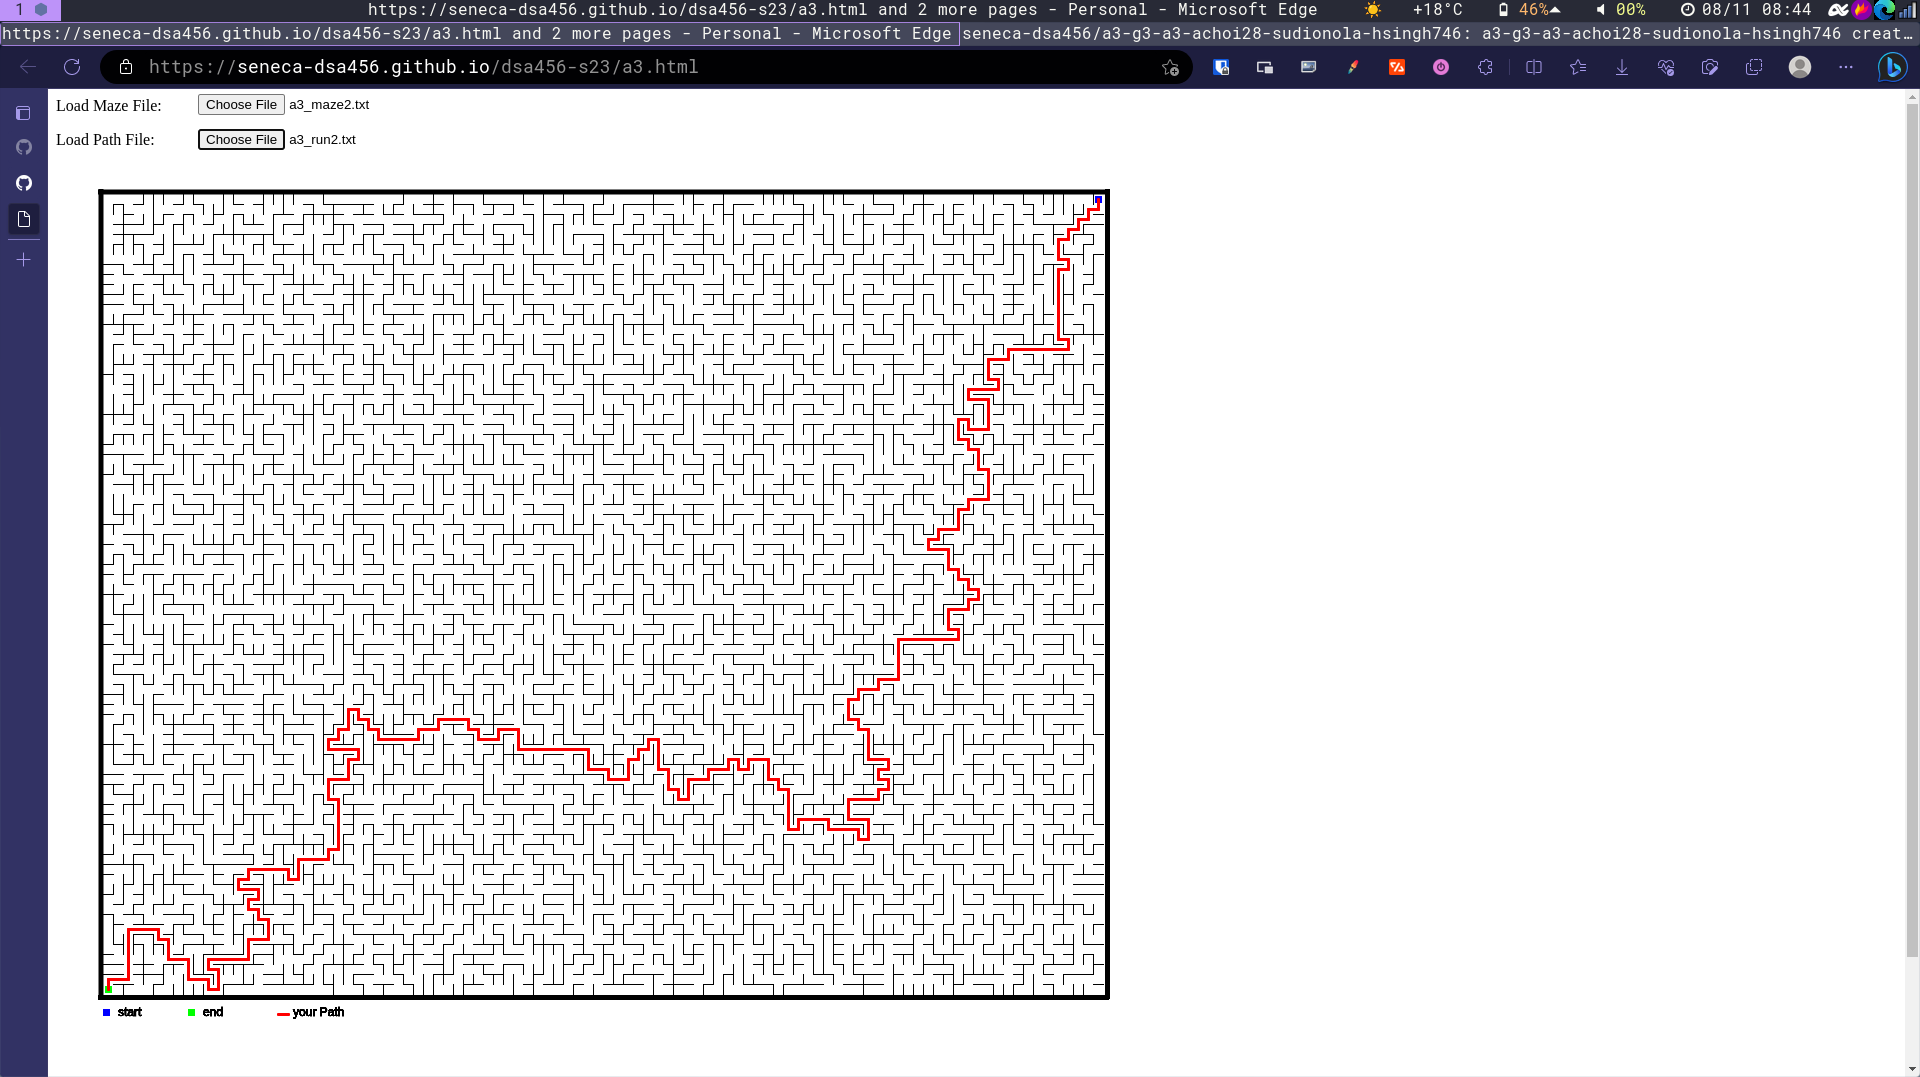 1 https://seneca-dsa456.github.io/dsa456-s23/a3.html and 2 more pages - Personal - Microsoft Edge +18°C 46% 00% 08/11 08:44
https://seneca-dsa456.github.io/dsa456-s23/a3.html and 2 more pages - Personal - Microsoft Edge seneca-dsa456/a3-g3-a3-achoi28-sudionola-hsingh746: a3-g3-a3-achoi28-sudionola-hsingh746 creat…
https://seneca-dsa456.github.io/dsa456-s23/a3.html
Load Maze File: Choose File a3_maze2.txt
Load Path File: Choose File a3_run2.txt
start end your Path